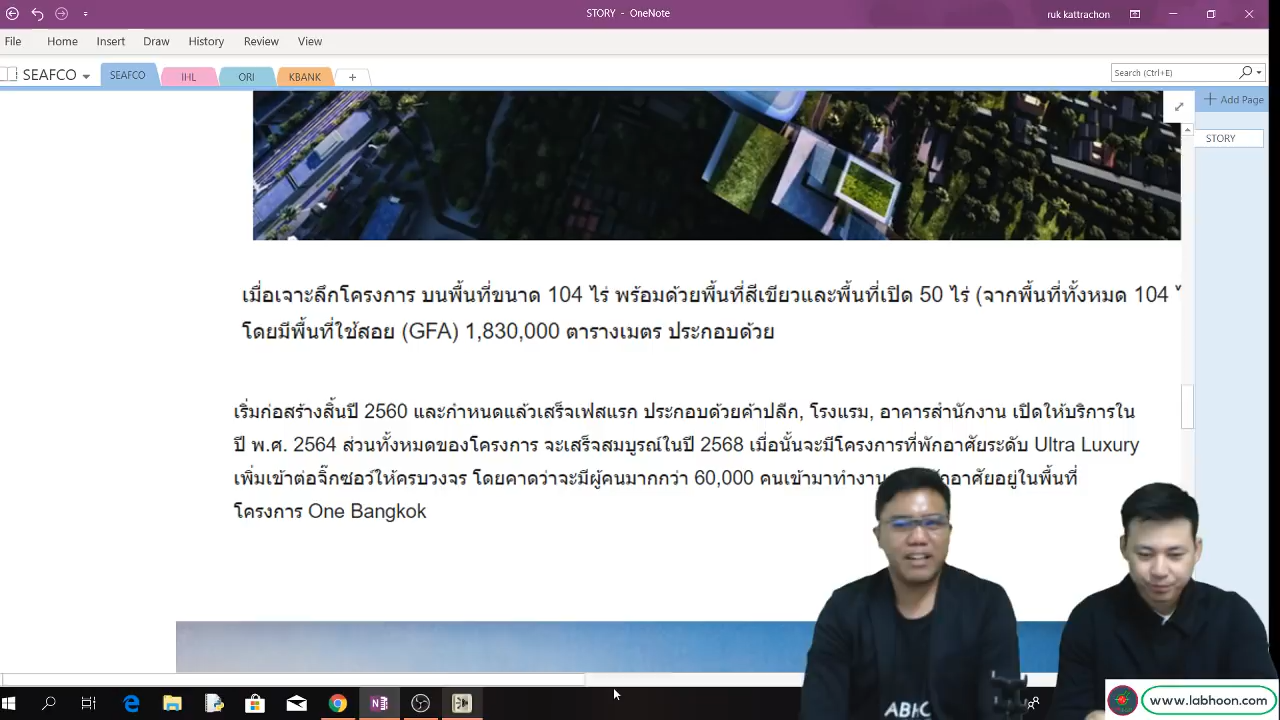 STORY - OneNote
ruk kattrachon
File Home Insert Draw History Review View
SEAFCO
SEAFCO IHL ORI KBANK +
Search (Ctrl+E)
Add Page
STORY
เมื่อเจาะลึกโครงการ บนพื้นที่ขนาด 104 ไร่ พร้อมด้วยพื้นที่สีเขียวและพื้นที่เปิด 50 ไร่ (จากพื้นที่ทั้งหมด 104
โดยมีพื้นที่ใช้สอย (GFA) 1,830,000 ตารางเมตร ประกอบด้วย
เริ่มก่อสร้างสิ้นปี 2560 และกำหนดแล้วเสร็จเฟสแรก ประกอบด้วยค้าปลีก, โรงแรม, อาคารสำนักงาน เปิดให้บริการใน
ปี พ.ศ. 2564 ส่วนทั้งหมดของโครงการ จะเสร็จสมบูรณ์ในปี 2568 เมื่อนั้นจะมีโครงการที่พักอาศัยระดับ Ultra Luxury
เพิ่มเข้าต่อจิ๊กซอว์ให้ครบวงจร โดยคาดว่าจะมีผู้คนมากกว่า 60,000 คนเข้ามาทำงาน กอาศัยอยู่ในพื้นที่
โครงการ One Bangkok
www.labhoon.com